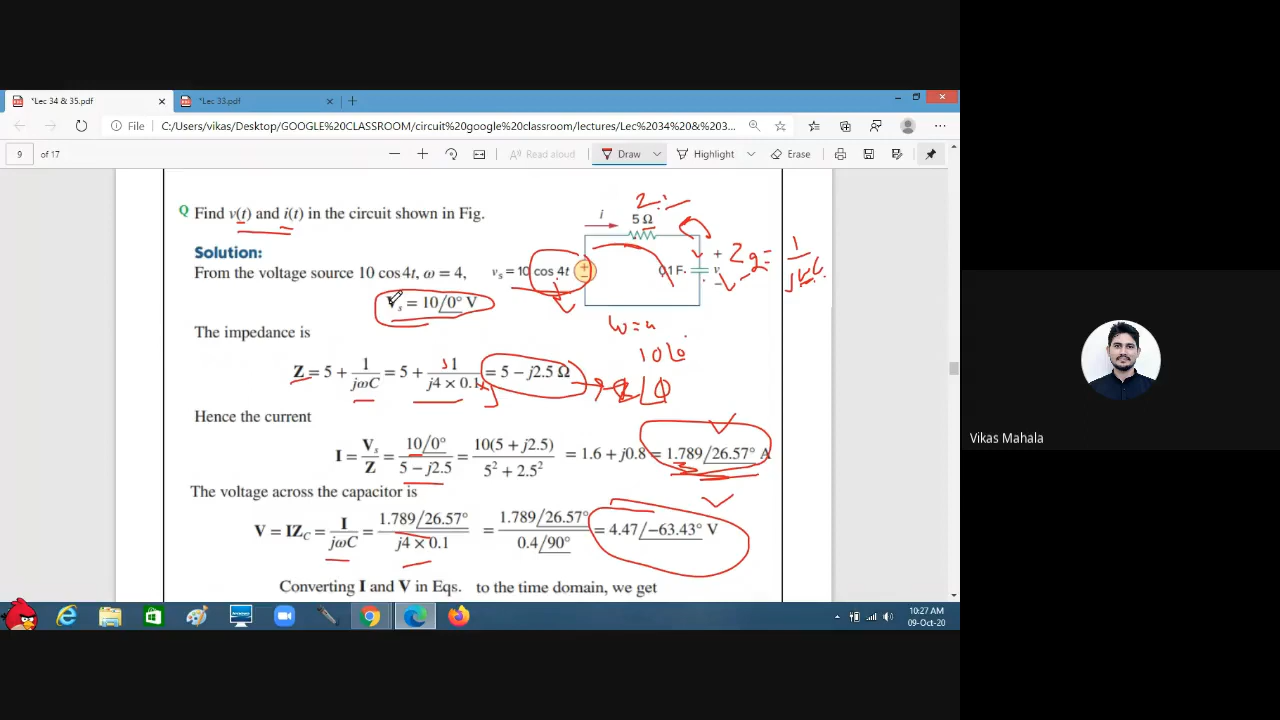 *Lec 34 & 35.pdf
*Lec 33.pdf
File
C:/Users/vikas/Desktop/GOOGLE%20CLASSROOM/circuit%20google%20classroom/lectures/Lec%2034%20&%203...
9 of 17
Read aloud
Draw
Highlight
Erase
Q Find v(t) and i(t) in the circuit shown in Fig.
Solution:
From the voltage source 10 cos 4t, ω = 4,
Vs = 10/0° V
i
5 Ω
vs = 10 cos 4t
0.1 F
+
v
−
1
jωC
ω=4
10∠0
The impedance is
Z = 5 + 1/jωC = 5 + 1/j4 × 0.1 = 5 − j2.5 Ω
Hence the current
I = Vs/Z = 10/0°/5 − j2.5 = 10(5 + j2.5)/5² + 2.5² = 1.6 + j0.8 = 1.789/26.57° A
The voltage across the capacitor is
V = IZC = I/jωC = 1.789/26.57°/j4 × 0.1 = 1.789/26.57°/0.4/90° = 4.47/−63.43° V
Converting I and V in Eqs. to the time domain, we get
Vikas Mahala
10:27 AM
09-Oct-20